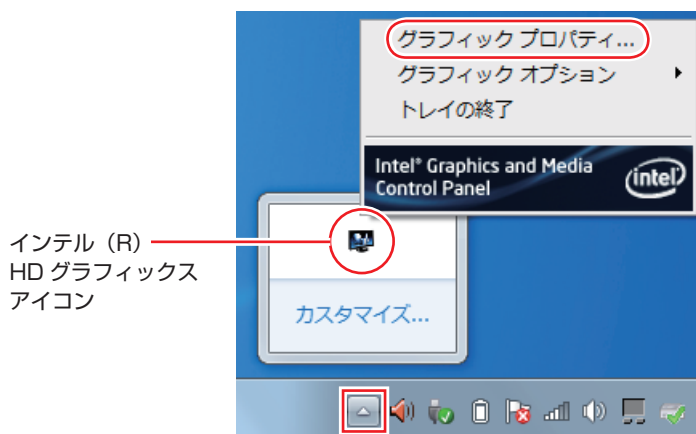 グラフィック プロパティ...
グラフィック オプション
トレイの終了
Intel® Graphics and Media
Control Panel
intel
インテル（R）
HD グラフィックス
アイコン
カスタマイズ...